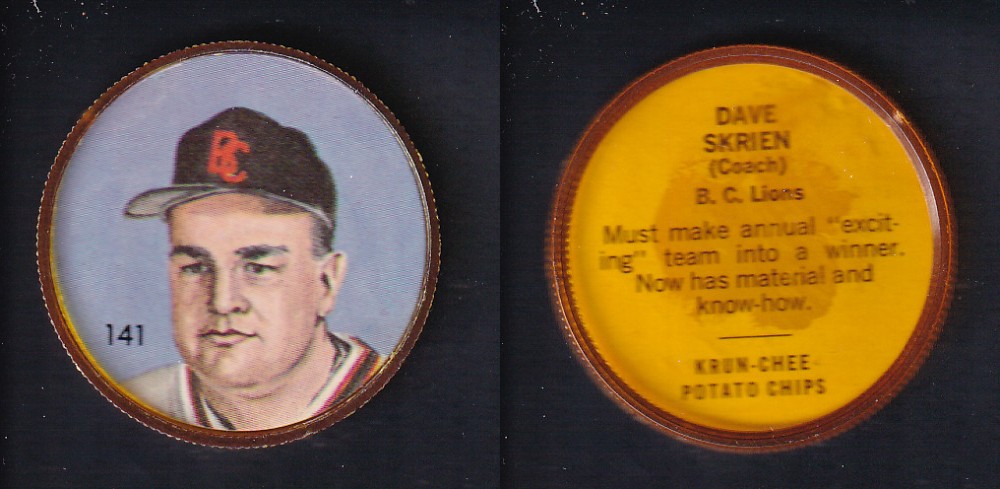 BC
141
DAVE
SKRIEN
(Coach)
B. C. Lions
Must make annual "excit-
ing" team into a winner.
Now has material and
know-how.
KRUN-CHEE
POTATO CHIPS